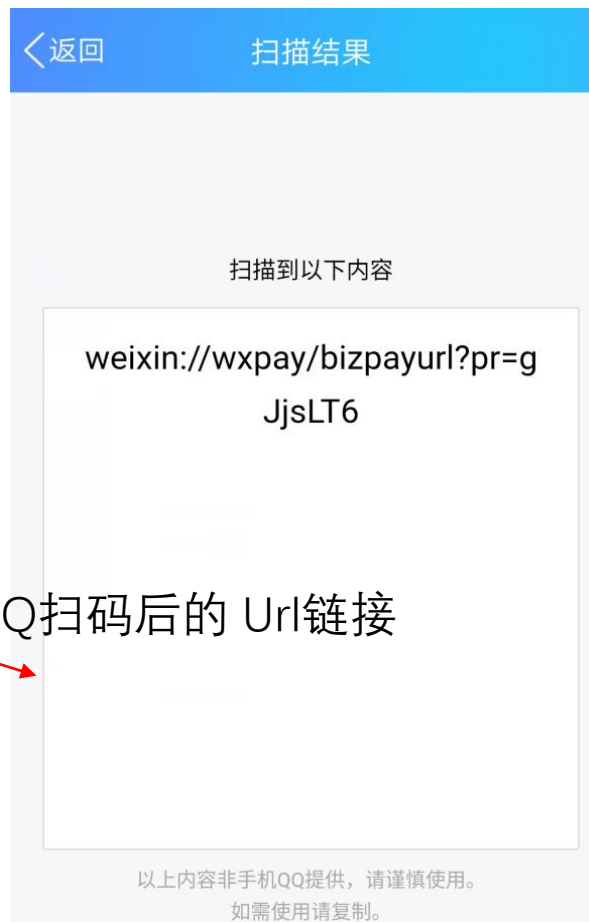 返回
扫描结果
扫描到以下内容
weixin://wxpay/bizpayurl?pr=g
JjsLT6
Q扫码后的 Url链接
以上内容非手机QQ提供，请谨慎使用。
如需使用请复制。